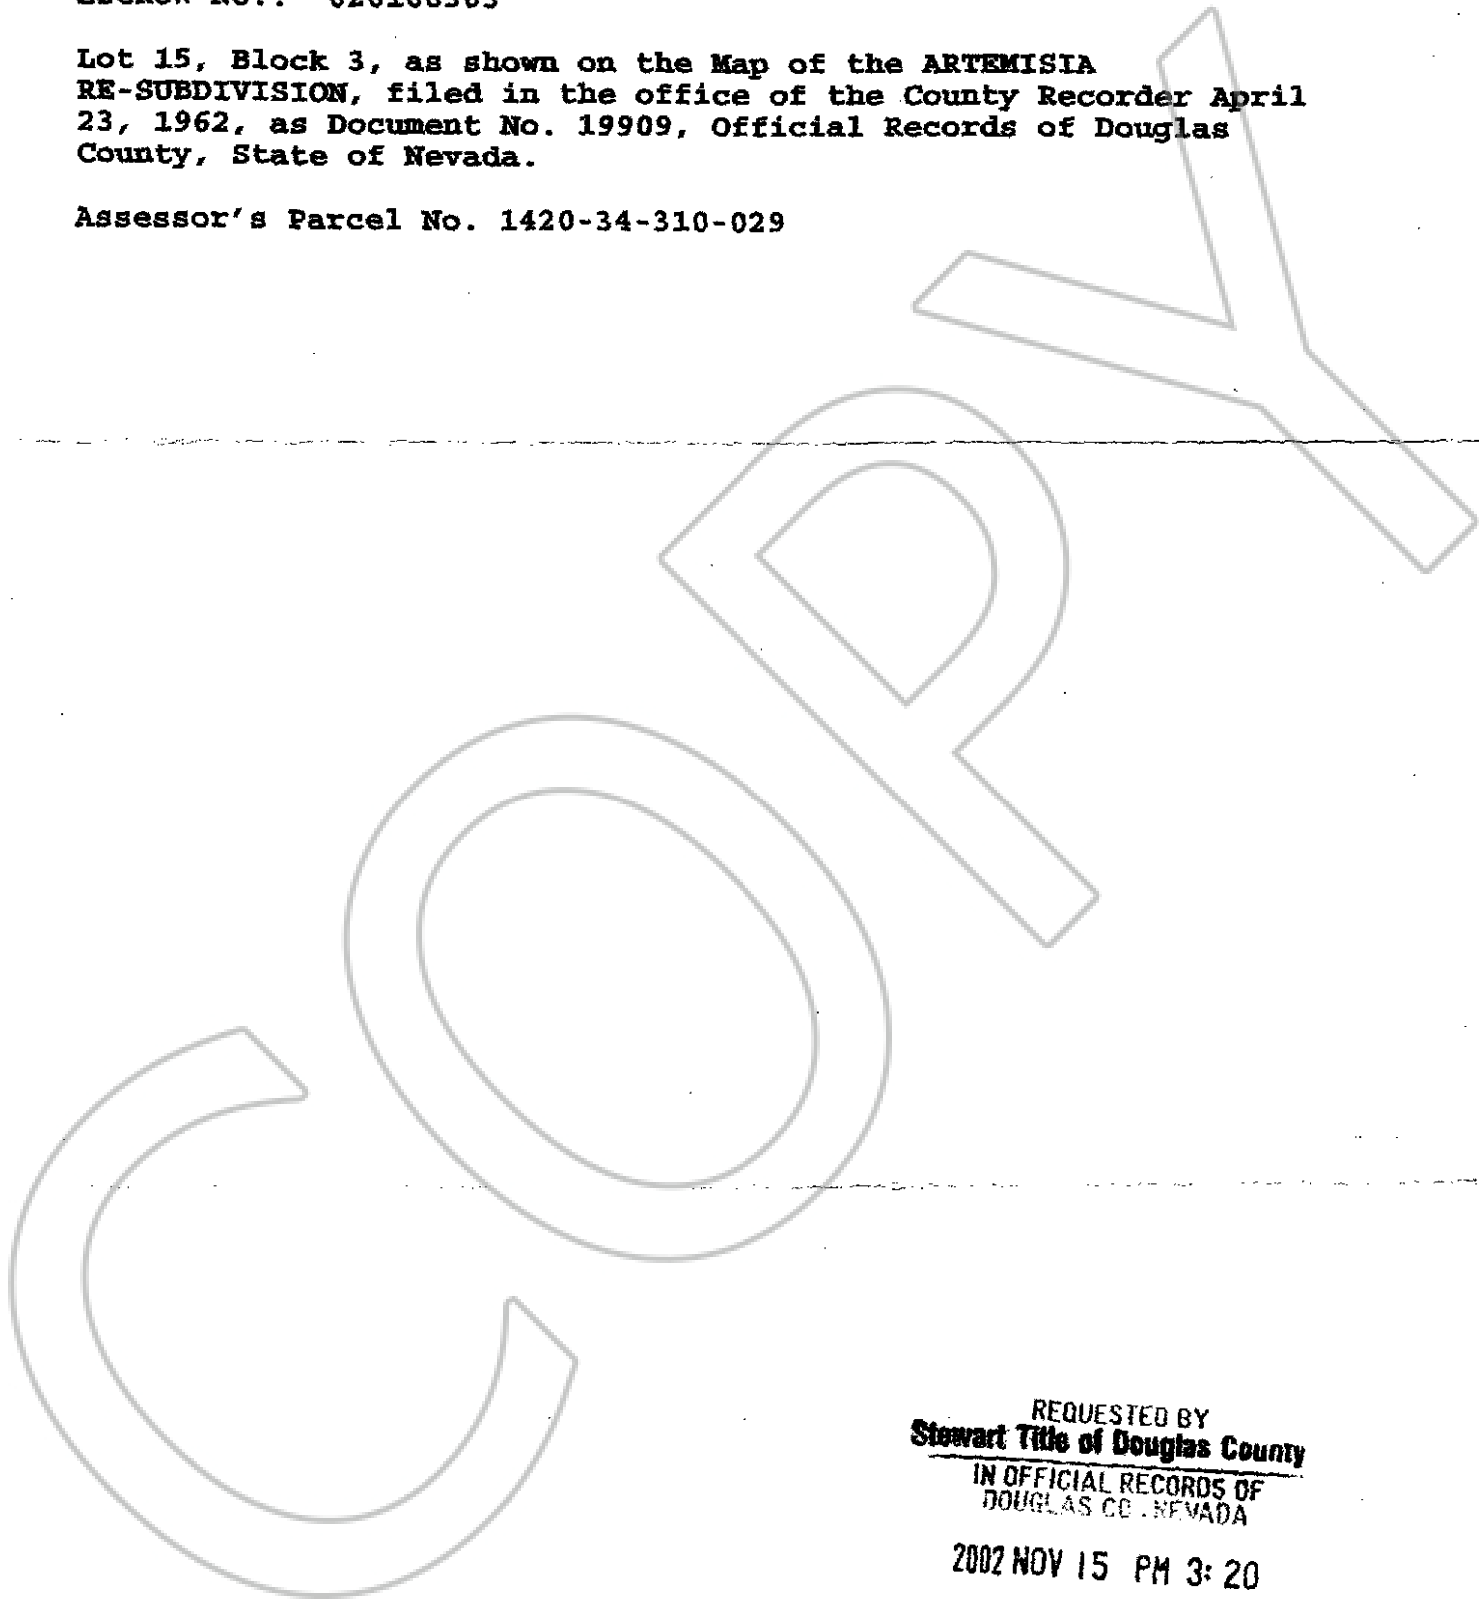 Lot 15, Block 3, as shown on the Map of the ARTEMISIA
RE-SUBDIVISION, filed in the office of the County Recorder April
23, 1962, as Document No. 19909, Official Records of Douglas
County, State of Nevada.
Assessor's Parcel No. 1420-34-310-029
COPY
REQUESTED BY
Stewart Title of Douglas County
IN OFFICIAL RECORDS OF
DOUGLAS CO. NEVADA
2002 NOV 15 PM 3: 20